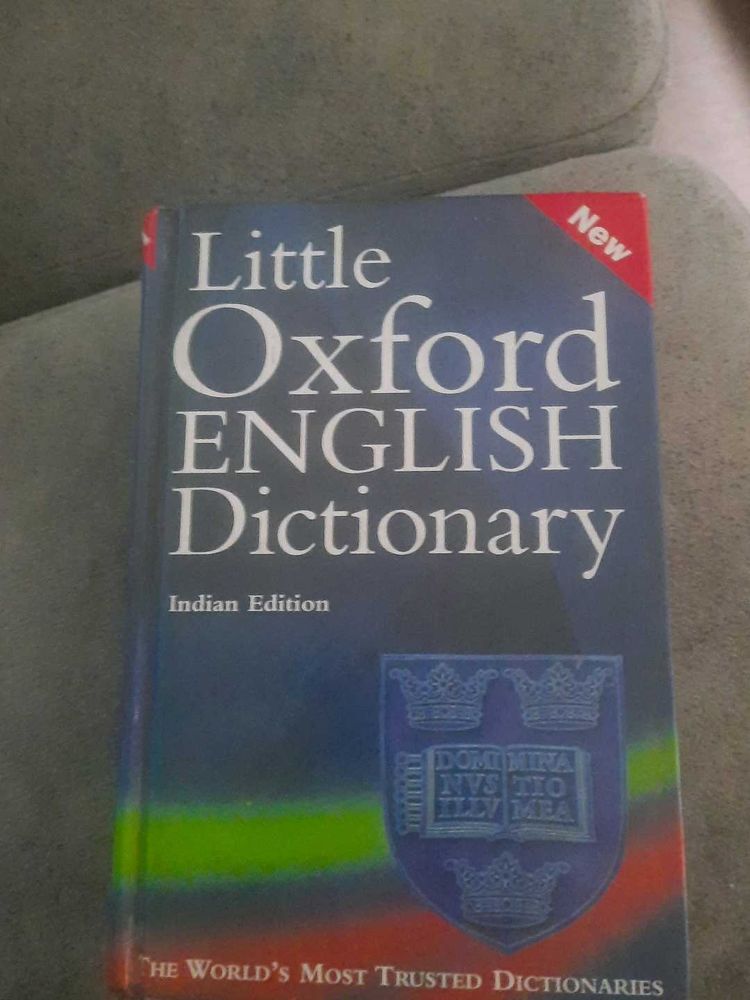 New
Little
Oxford
ENGLISH
Dictionary
Indian Edition
DOMI MINA
NVS TIO
ILLV MEA
THE WORLD'S MOST TRUSTED DICTIONARIES